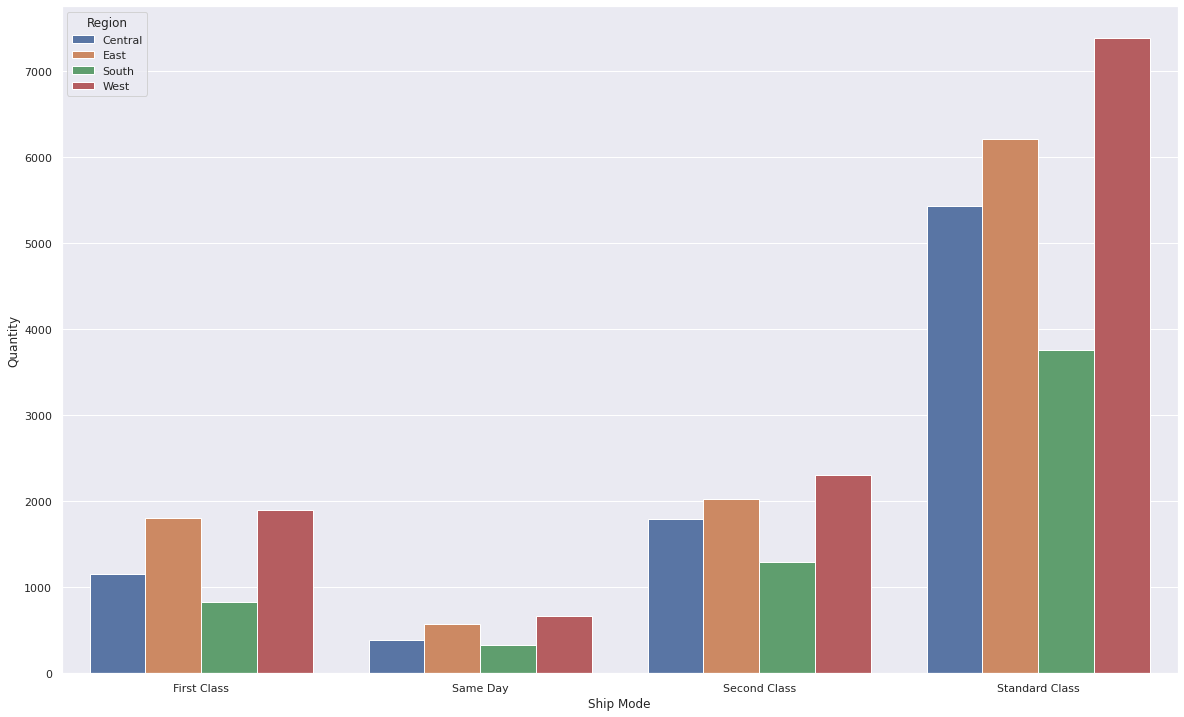 Region
Central
East
South
West
7000
6000
5000
4000
3000
2000
1000
0
Quantity
First Class
Same Day
Second Class
Standard Class
Ship Mode